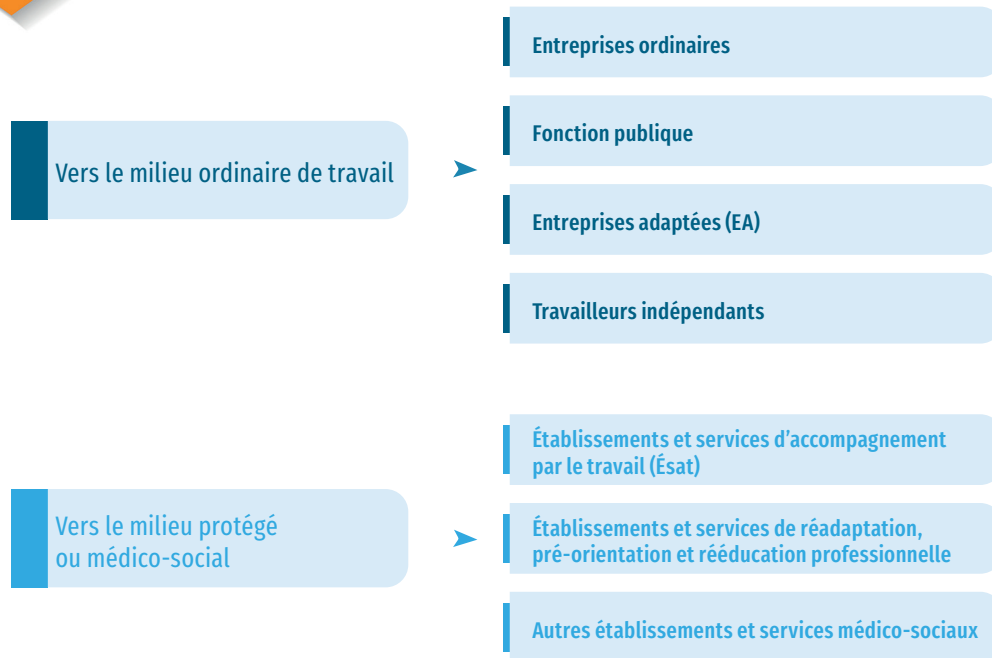 Vers le milieu ordinaire de travail
Entreprises ordinaires
Fonction publique
Entreprises adaptées (EA)
Travailleurs indépendants
Vers le milieu protégé
ou médico-social
Établissements et services d’accompagnement
par le travail (Ésat)
Établissements et services de réadaptation,
pré-orientation et rééducation professionnelle
Autres établissements et services médico-sociaux